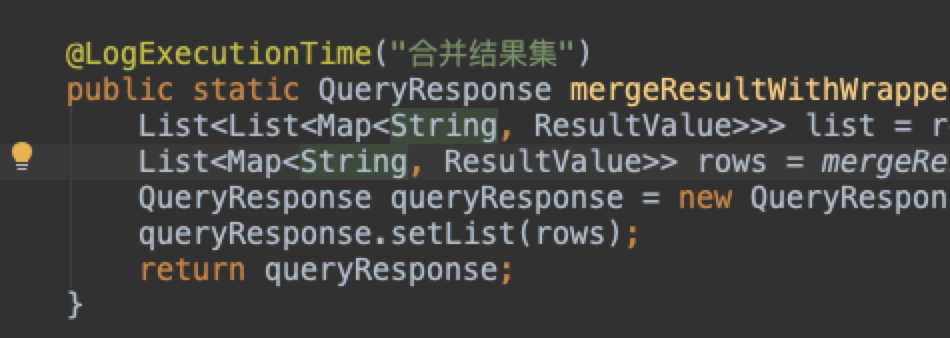 @LogExecutionTime("合并结果集")
public static QueryResponse mergeResultWithWrappe
List<List<Map<String, ResultValue>>> list = r
List<Map<String, ResultValue>> rows = mergeRe
QueryResponse queryResponse = new QueryRespon
queryResponse.setList(rows);
return queryResponse;
}